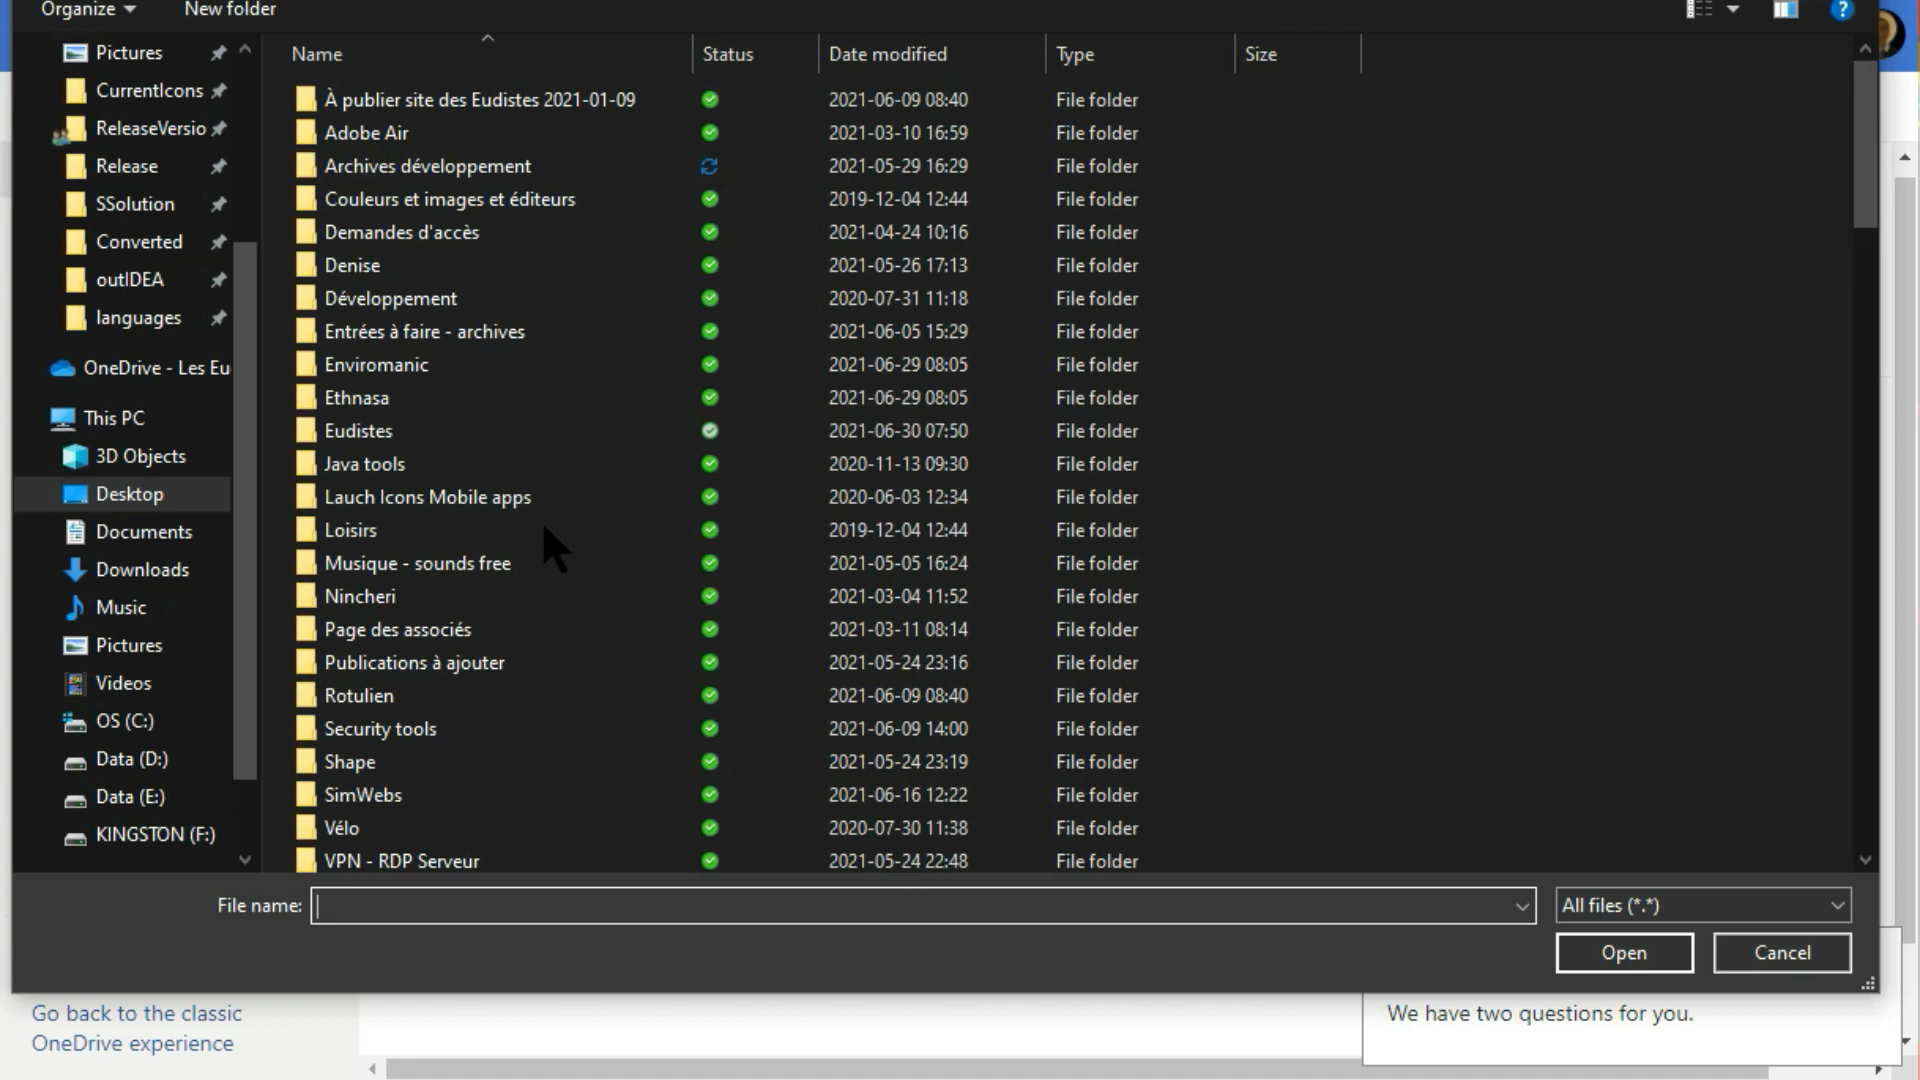 Organize New folder
Name Status Date modified Type Size
Pictures
CurrentIcons
ReleaseVersio
Release
SSolution
Converted
outIDEA
languages
OneDrive - Les Eu
This PC
3D Objects
Desktop
Documents
Downloads
Music
Pictures
Videos
OS (C:)
Data (D:)
Data (E:)
KINGSTON (F:)
À publier site des Eudistes 2021-01-09 2021-06-09 08:40 File folder
Adobe Air 2021-03-10 16:59 File folder
Archives développement 2021-05-29 16:29 File folder
Couleurs et images et éditeurs 2019-12-04 12:44 File folder
Demandes d'accès 2021-04-24 10:16 File folder
Denise 2021-05-26 17:13 File folder
Développement 2020-07-31 11:18 File folder
Entrées à faire - archives 2021-06-05 15:29 File folder
Enviromanic 2021-06-29 08:05 File folder
Ethnasa 2021-06-29 08:05 File folder
Eudistes 2021-06-30 07:50 File folder
Java tools 2020-11-13 09:30 File folder
Lauch Icons Mobile apps 2020-06-03 12:34 File folder
Loisirs 2019-12-04 12:44 File folder
Musique - sounds free 2021-05-05 16:24 File folder
Nincheri 2021-03-04 11:52 File folder
Page des associés 2021-03-11 08:14 File folder
Publications à ajouter 2021-05-24 23:16 File folder
Rotulien 2021-06-09 08:40 File folder
Security tools 2021-06-09 14:00 File folder
Shape 2021-05-24 23:19 File folder
SimWebs 2021-06-16 12:22 File folder
Vélo 2020-07-30 11:38 File folder
VPN - RDP Serveur 2021-05-24 22:48 File folder
File name: All files (*.*)
Open Cancel
Go back to the classic
OneDrive experience
We have two questions for you.